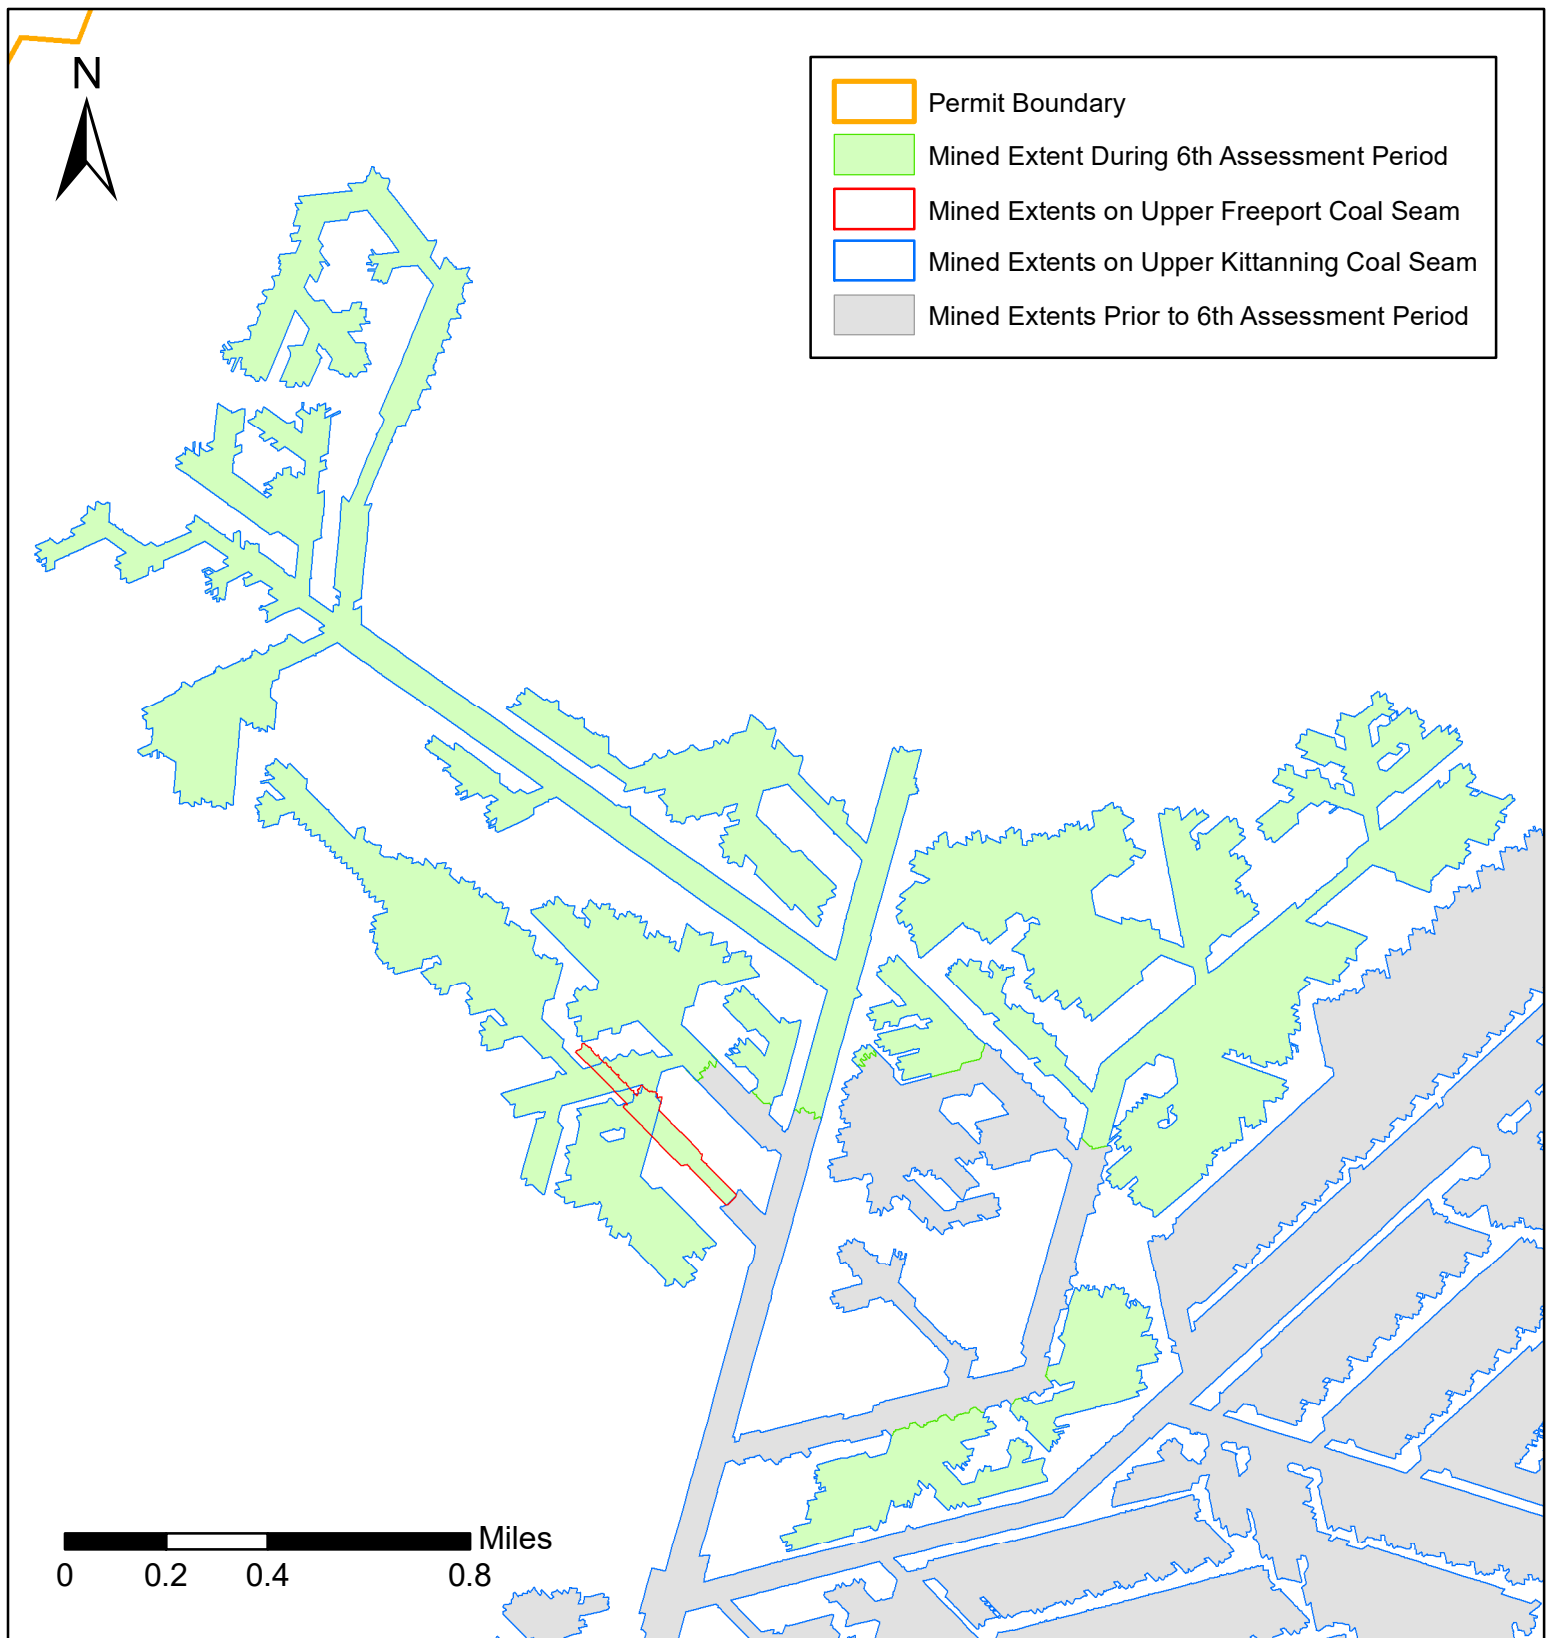 N
Permit Boundary
Mined Extent During 6th Assessment Period
Mined Extents on Upper Freeport Coal Seam
Mined Extents on Upper Kittanning Coal Seam
Mined Extents Prior to 6th Assessment Period
Miles
0 0.2 0.4 0.8